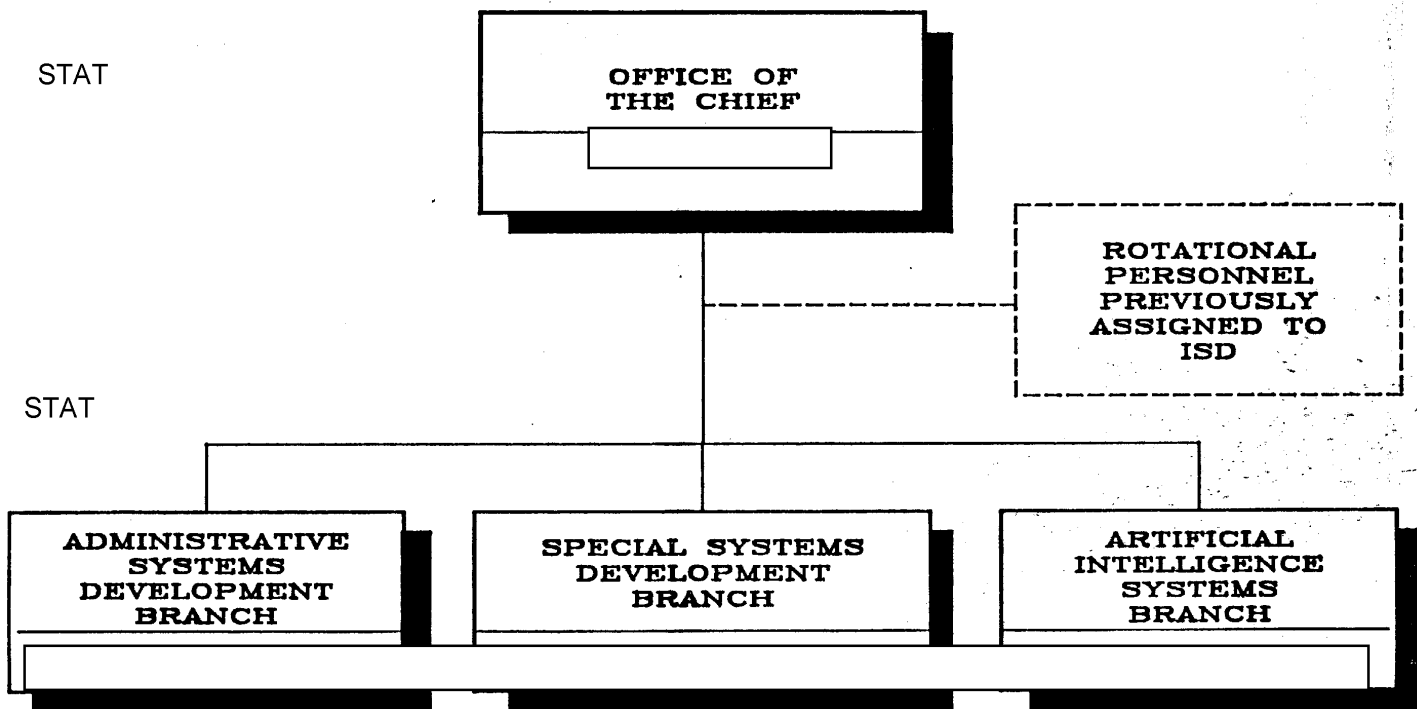 STAT
OFFICE OF
THE CHIEF
ROTATIONAL
PERSONNEL
PREVIOUSLY
ASSIGNED TO
ISD
STAT
ADMINISTRATIVE
SYSTEMS
DEVELOPMENT
BRANCH
SPECIAL SYSTEMS
DEVELOPMENT
BRANCH
ARTIFICIAL
INTELLIGENCE
SYSTEMS
BRANCH